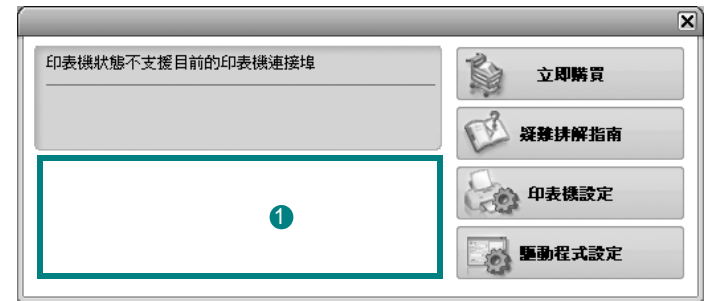 印表機狀態不支援目前的印表機連接埠
立即購買
疑難排解指南
印表機設定
1
驅動程式設定